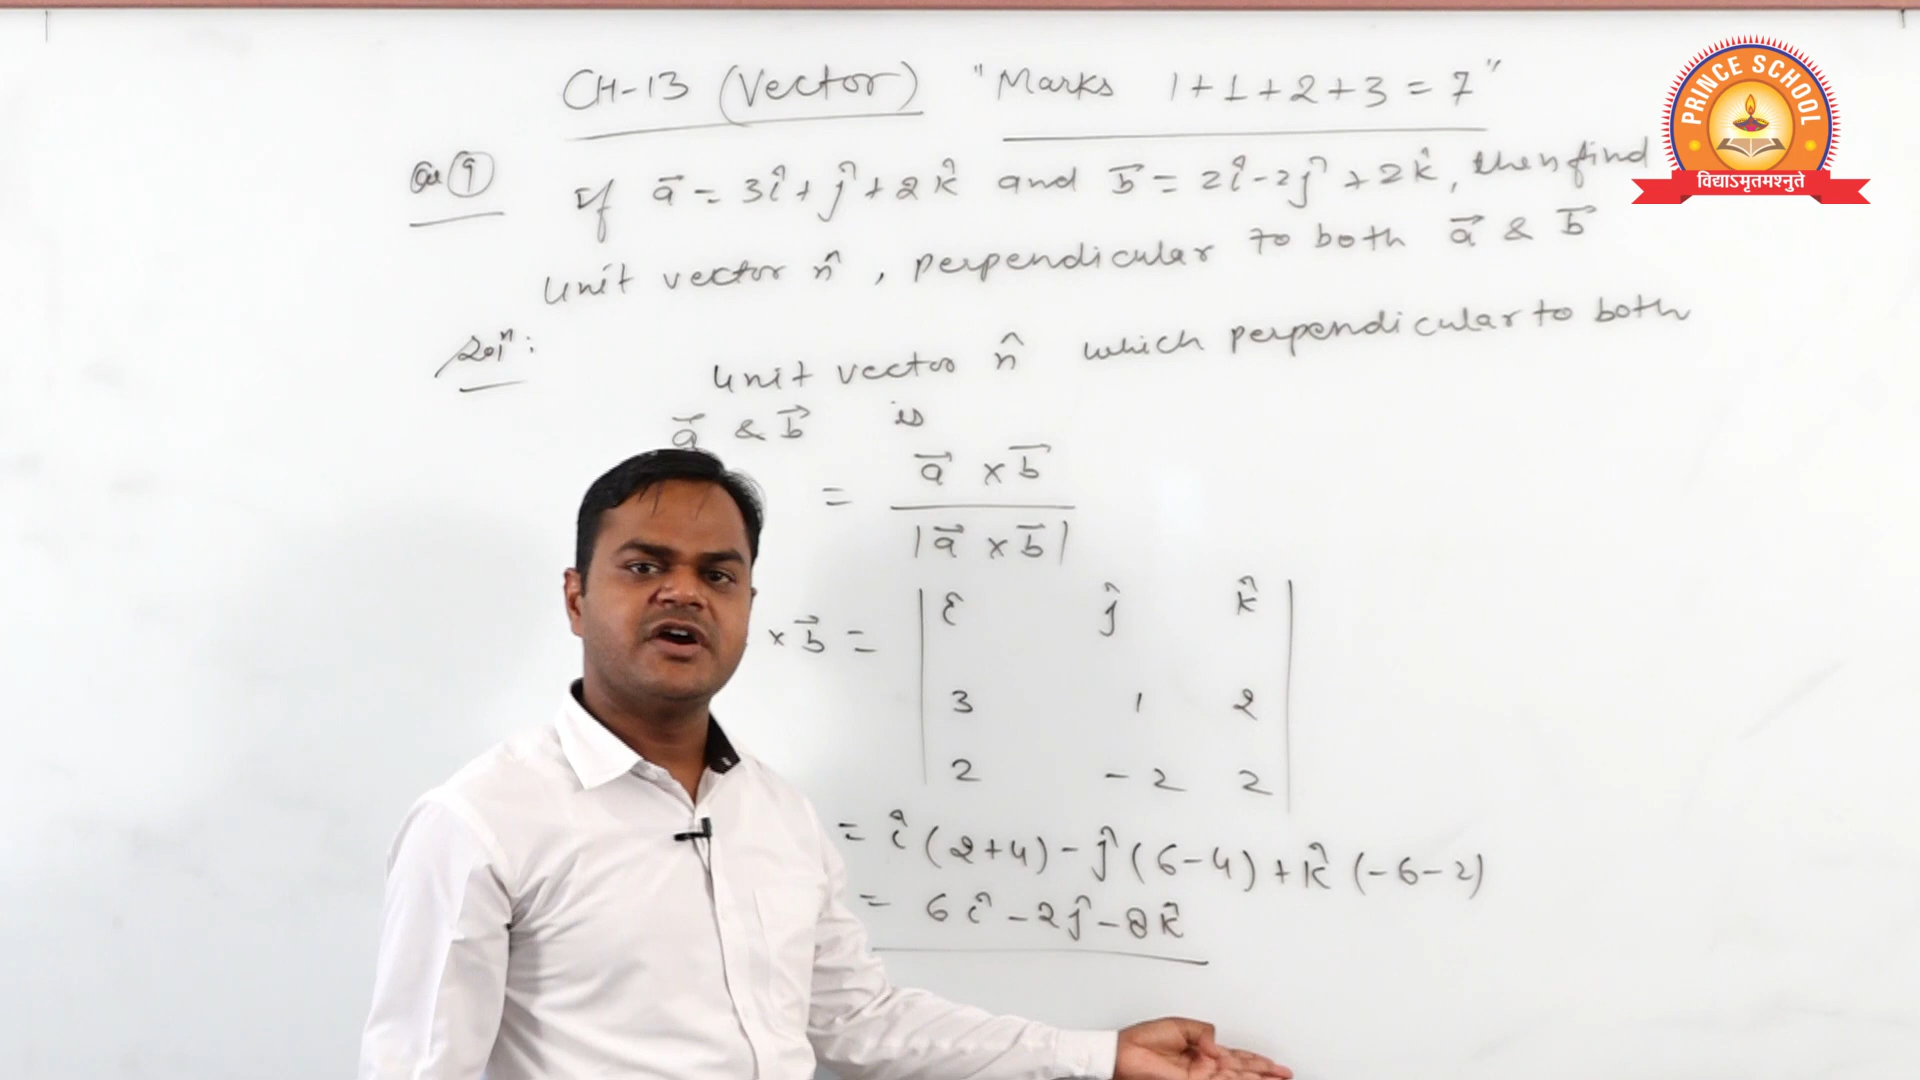 CH-13 (Vector) "Marks 1+1+2+3=7"
PRINCE SCHOOL
विद्याऽमृतमश्नुते
Que 9 If a⃗ = 3î + ĵ + 2k̂ and b⃗ = 2î - 2ĵ + 2k̂, then find
unit vector n̂, perpendicular to both a⃗ & b⃗
Solⁿ:
unit vector n̂ which perpendicular to both
a⃗ & b⃗ is
= a⃗ × b⃗
|a⃗ × b⃗|
× b⃗ = | î ĵ k̂ |
3 1 2
2 -2 2
= î (2+4) - ĵ (6-4) + k̂ (-6-2)
= 6î - 2ĵ - 8k̂